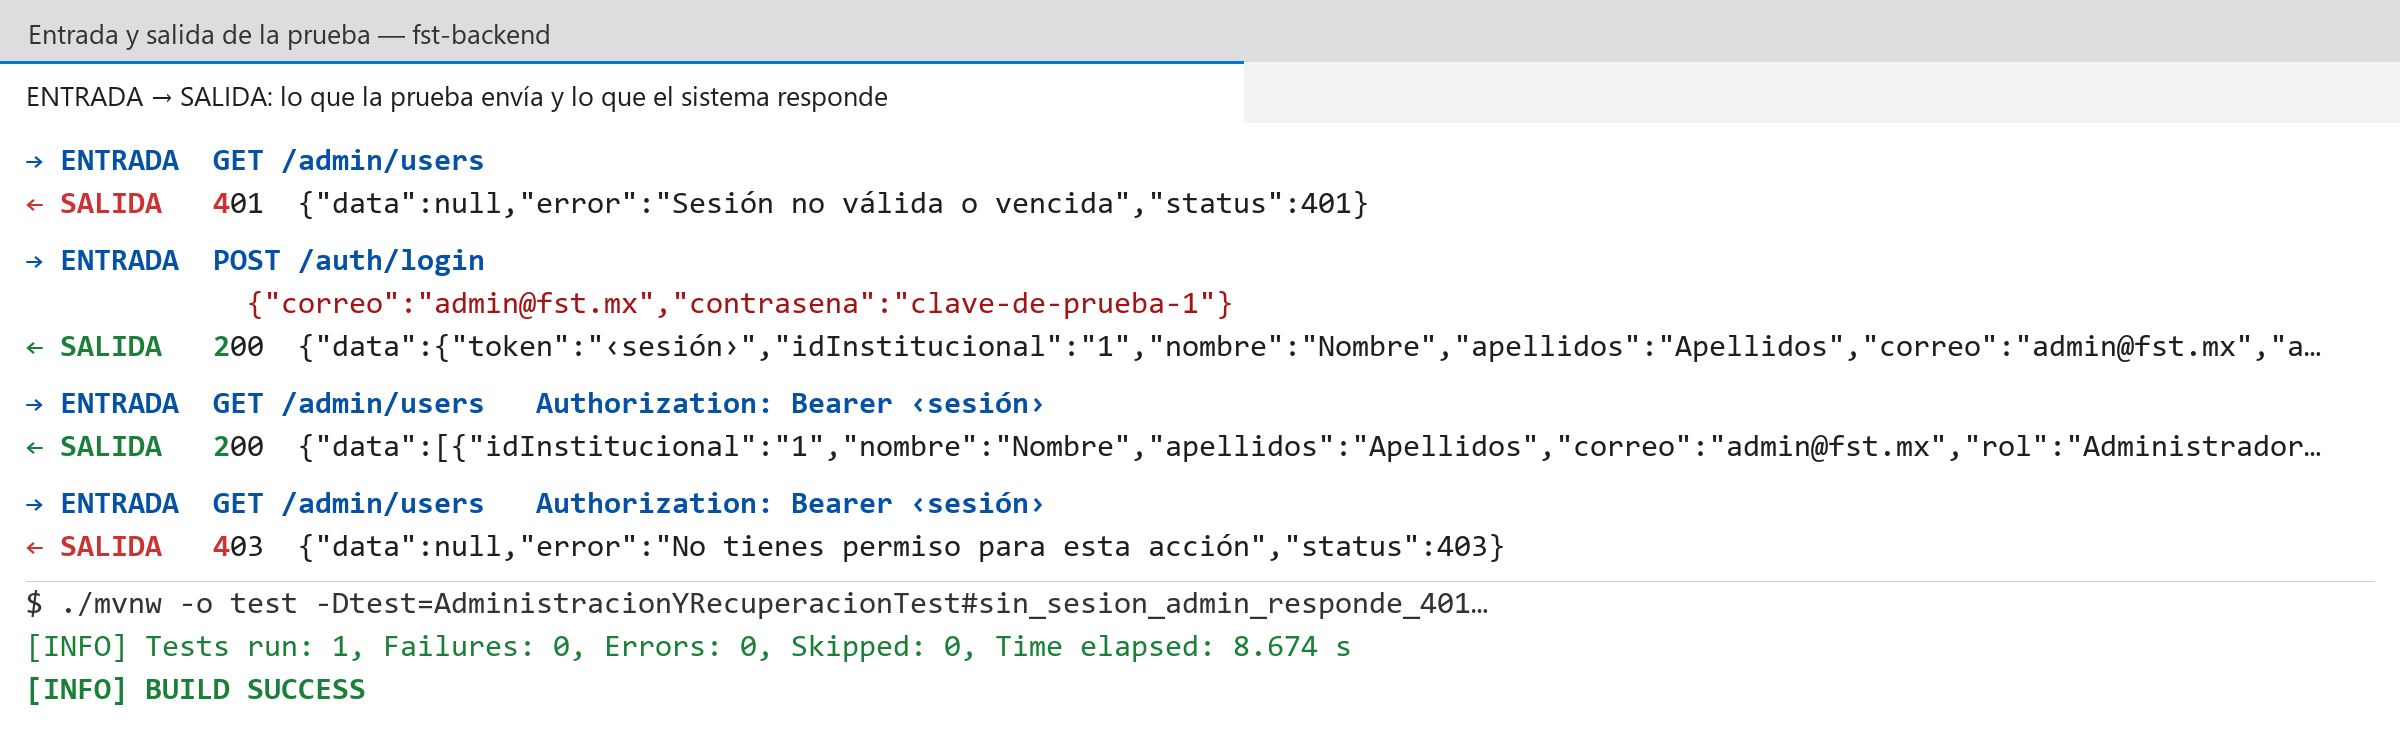 Entrada y salida de la prueba — fst-backend
ENTRADA → SALIDA: lo que la prueba envía y lo que el sistema responde
→ ENTRADA  GET /admin/users
← SALIDA   401  {"data":null,"error":"Sesión no válida o vencida","status":401}
→ ENTRADA  POST /auth/login
{"correo":"admin@fst.mx","contrasena":"clave-de-prueba-1"}
← SALIDA   200  {"data":{"token":"‹sesión›","idInstitucional":"1","nombre":"Nombre","apellidos":"Apellidos","correo":"admin@fst.mx","a…
→ ENTRADA  GET /admin/users   Authorization: Bearer ‹sesión›
← SALIDA   200  {"data":[{"idInstitucional":"1","nombre":"Nombre","apellidos":"Apellidos","correo":"admin@fst.mx","rol":"Administrador…
→ ENTRADA  GET /admin/users   Authorization: Bearer ‹sesión›
← SALIDA   403  {"data":null,"error":"No tienes permiso para esta acción","status":403}
$ ./mvnw -o test -Dtest=AdministracionYRecuperacionTest#sin_sesion_admin_responde_401…
[INFO] Tests run: 1, Failures: 0, Errors: 0, Skipped: 0, Time elapsed: 8.674 s
[INFO] BUILD SUCCESS